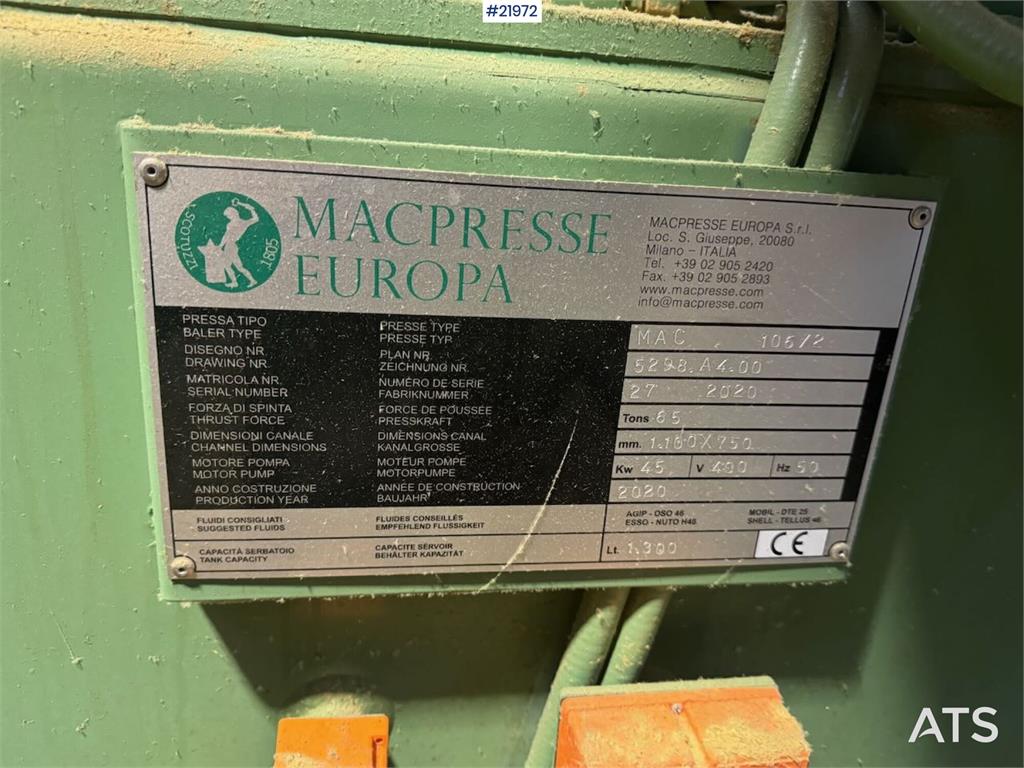 #21972
SCOTUZZI
1805
MACPRESSE
EUROPA
MACPRESSE EUROPA S.r.l.
Loc. S. Giuseppe, 20080
Milano – ITALIA
Tel. +39 02 905 2420
Fax. +39 02 905 2893
www.macpresse.com
info@macpresse.com
PRESSA TIPO PRESSE TYPE
BALER TYPE PRESSE TYP
MAC 106/2
DISEGNO NR. PLAN NR.
DRAWING NR. ZEICHNUNG NR.
5298.A4.00
MATRICOLA NR. NUMÉRO DE SERIE
SERIAL NUMBER FABRIKNUMMER
27 2020
FORZA DI SPINTA FORCE DE POUSSÉE
THRUST FORCE PRESSKRAFT
Tons 65
DIMENSIONI CANALE DIMENSIONS CANAL
CHANNEL DIMENSIONS KANALGROSSE
mm. 1.100X750
MOTORE POMPA MOTEUR POMPE
MOTOR PUMP MOTORPUMPE
Kw 45 V 400 Hz 50
ANNO COSTRUZIONE ANNÉE DE CONSTRUCTION
PRODUCTION YEAR BAUJAHR
2020
FLUIDI CONSIGLIATI FLUIDES CONSEILLÉS
SUGGESTED FLUIDS EMPFEHLEND FLUSSIGKEIT
AGIP - OSO 46 MOBIL - DTE 25
ESSO - NUTO H46 SHELL - TELLUS 46
CAPACITÀ SERBATOIO CAPACITE SÉRVOIR
TANK CAPACITY BEHÄLTER KAPAZITÄT
Lt. 1.300
CE
ATS